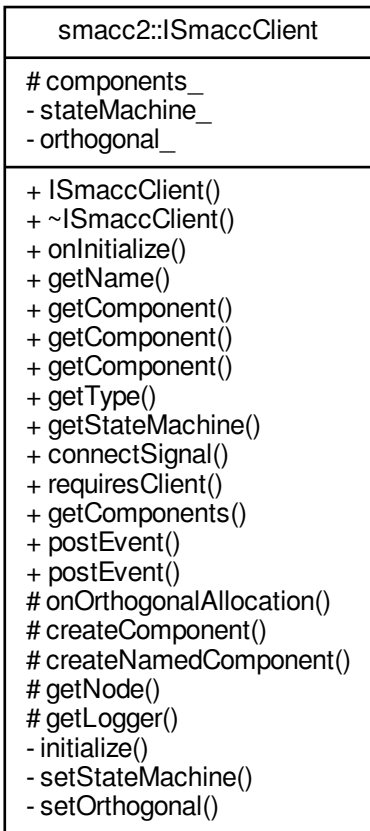 smacc2::ISmaccClient
# components_
- stateMachine_
- orthogonal_
+ ISmaccClient()
+ ~ISmaccClient()
+ onInitialize()
+ getName()
+ getComponent()
+ getComponent()
+ getComponent()
+ getType()
+ getStateMachine()
+ connectSignal()
+ requiresClient()
+ getComponents()
+ postEvent()
+ postEvent()
# onOrthogonalAllocation()
# createComponent()
# createNamedComponent()
# getNode()
# getLogger()
- initialize()
- setStateMachine()
- setOrthogonal()